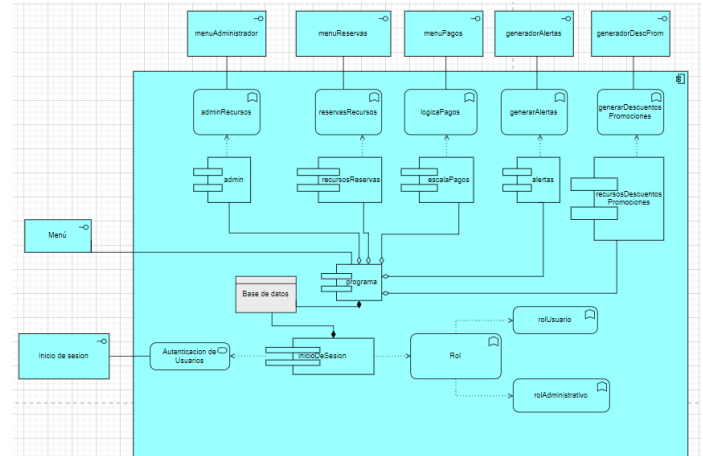 menuAdministrador
menuReservas
menuPagos
generadorAlertas
generadorDescProm
adminRecursos
reservasRecursos
logicaPagos
generarAlertas
generarDescuentos
Promociones
admin
recursosReservas
escalaPagos
alertas
recursosDescuentos
Promociones
Menú
programa
Base de datos
rolUsuario
Inicio de sesion
Autenticacion de
Usuarios
inicioDeSesion
Rol
rolAdministrativo